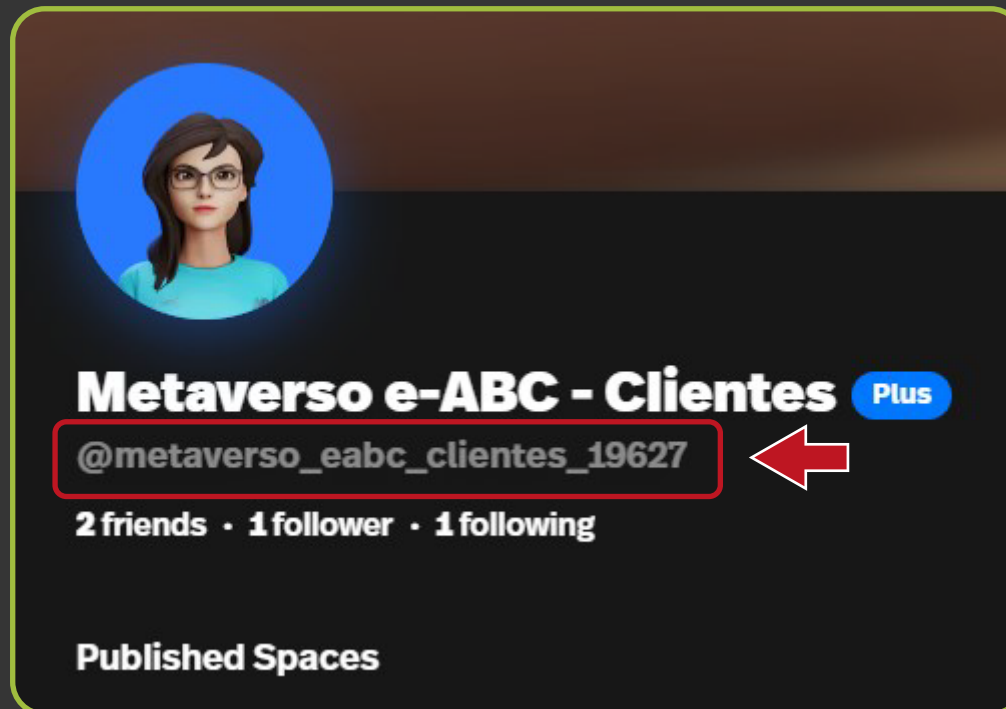 Metaverso e-ABC - Clientes Plus
@metaverso_eabc_clientes_19627
2 friends · 1 follower · 1 following
Published Spaces